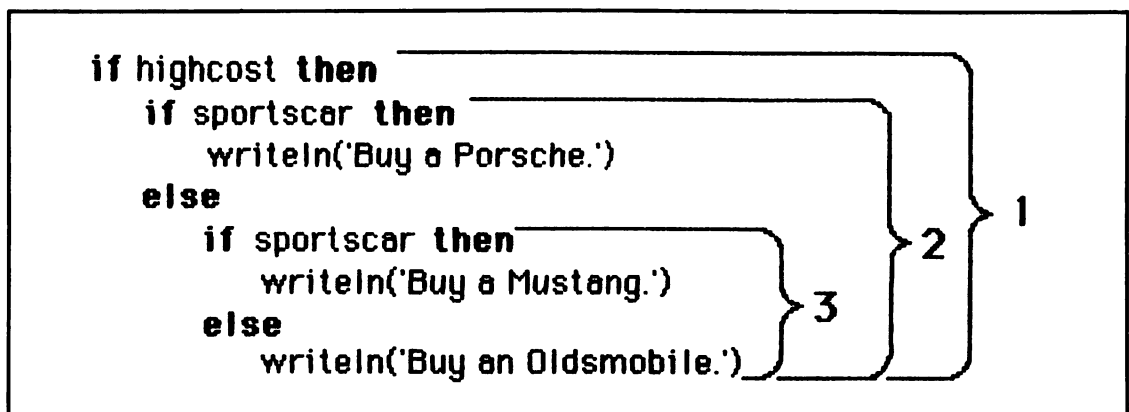 if highcost then
if sportscar then
writeln('Buy a Porsche.')
else
if sportscar then
writeln('Buy a Mustang.')
else
writeln('Buy an Oldsmobile.')
1
2
3